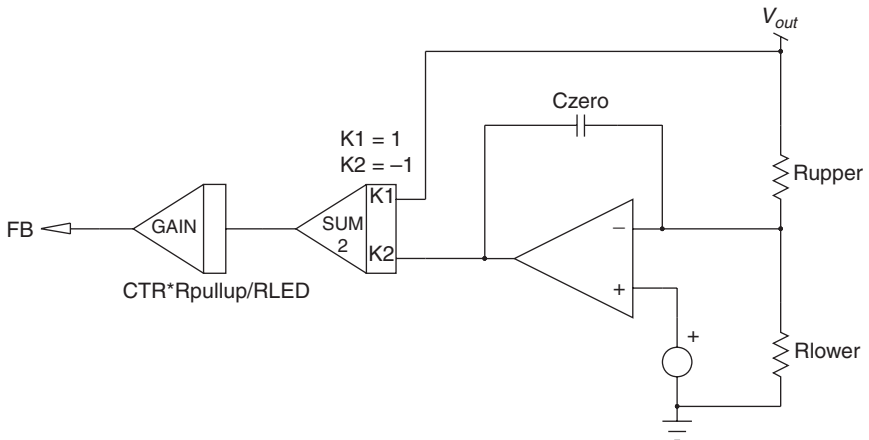 Vout
Czero
K1 = 1
K2 = –1
Rupper
K1
FB
GAIN
SUM
2
K2
–
+
CTR*Rpullup/RLED
+
Rlower